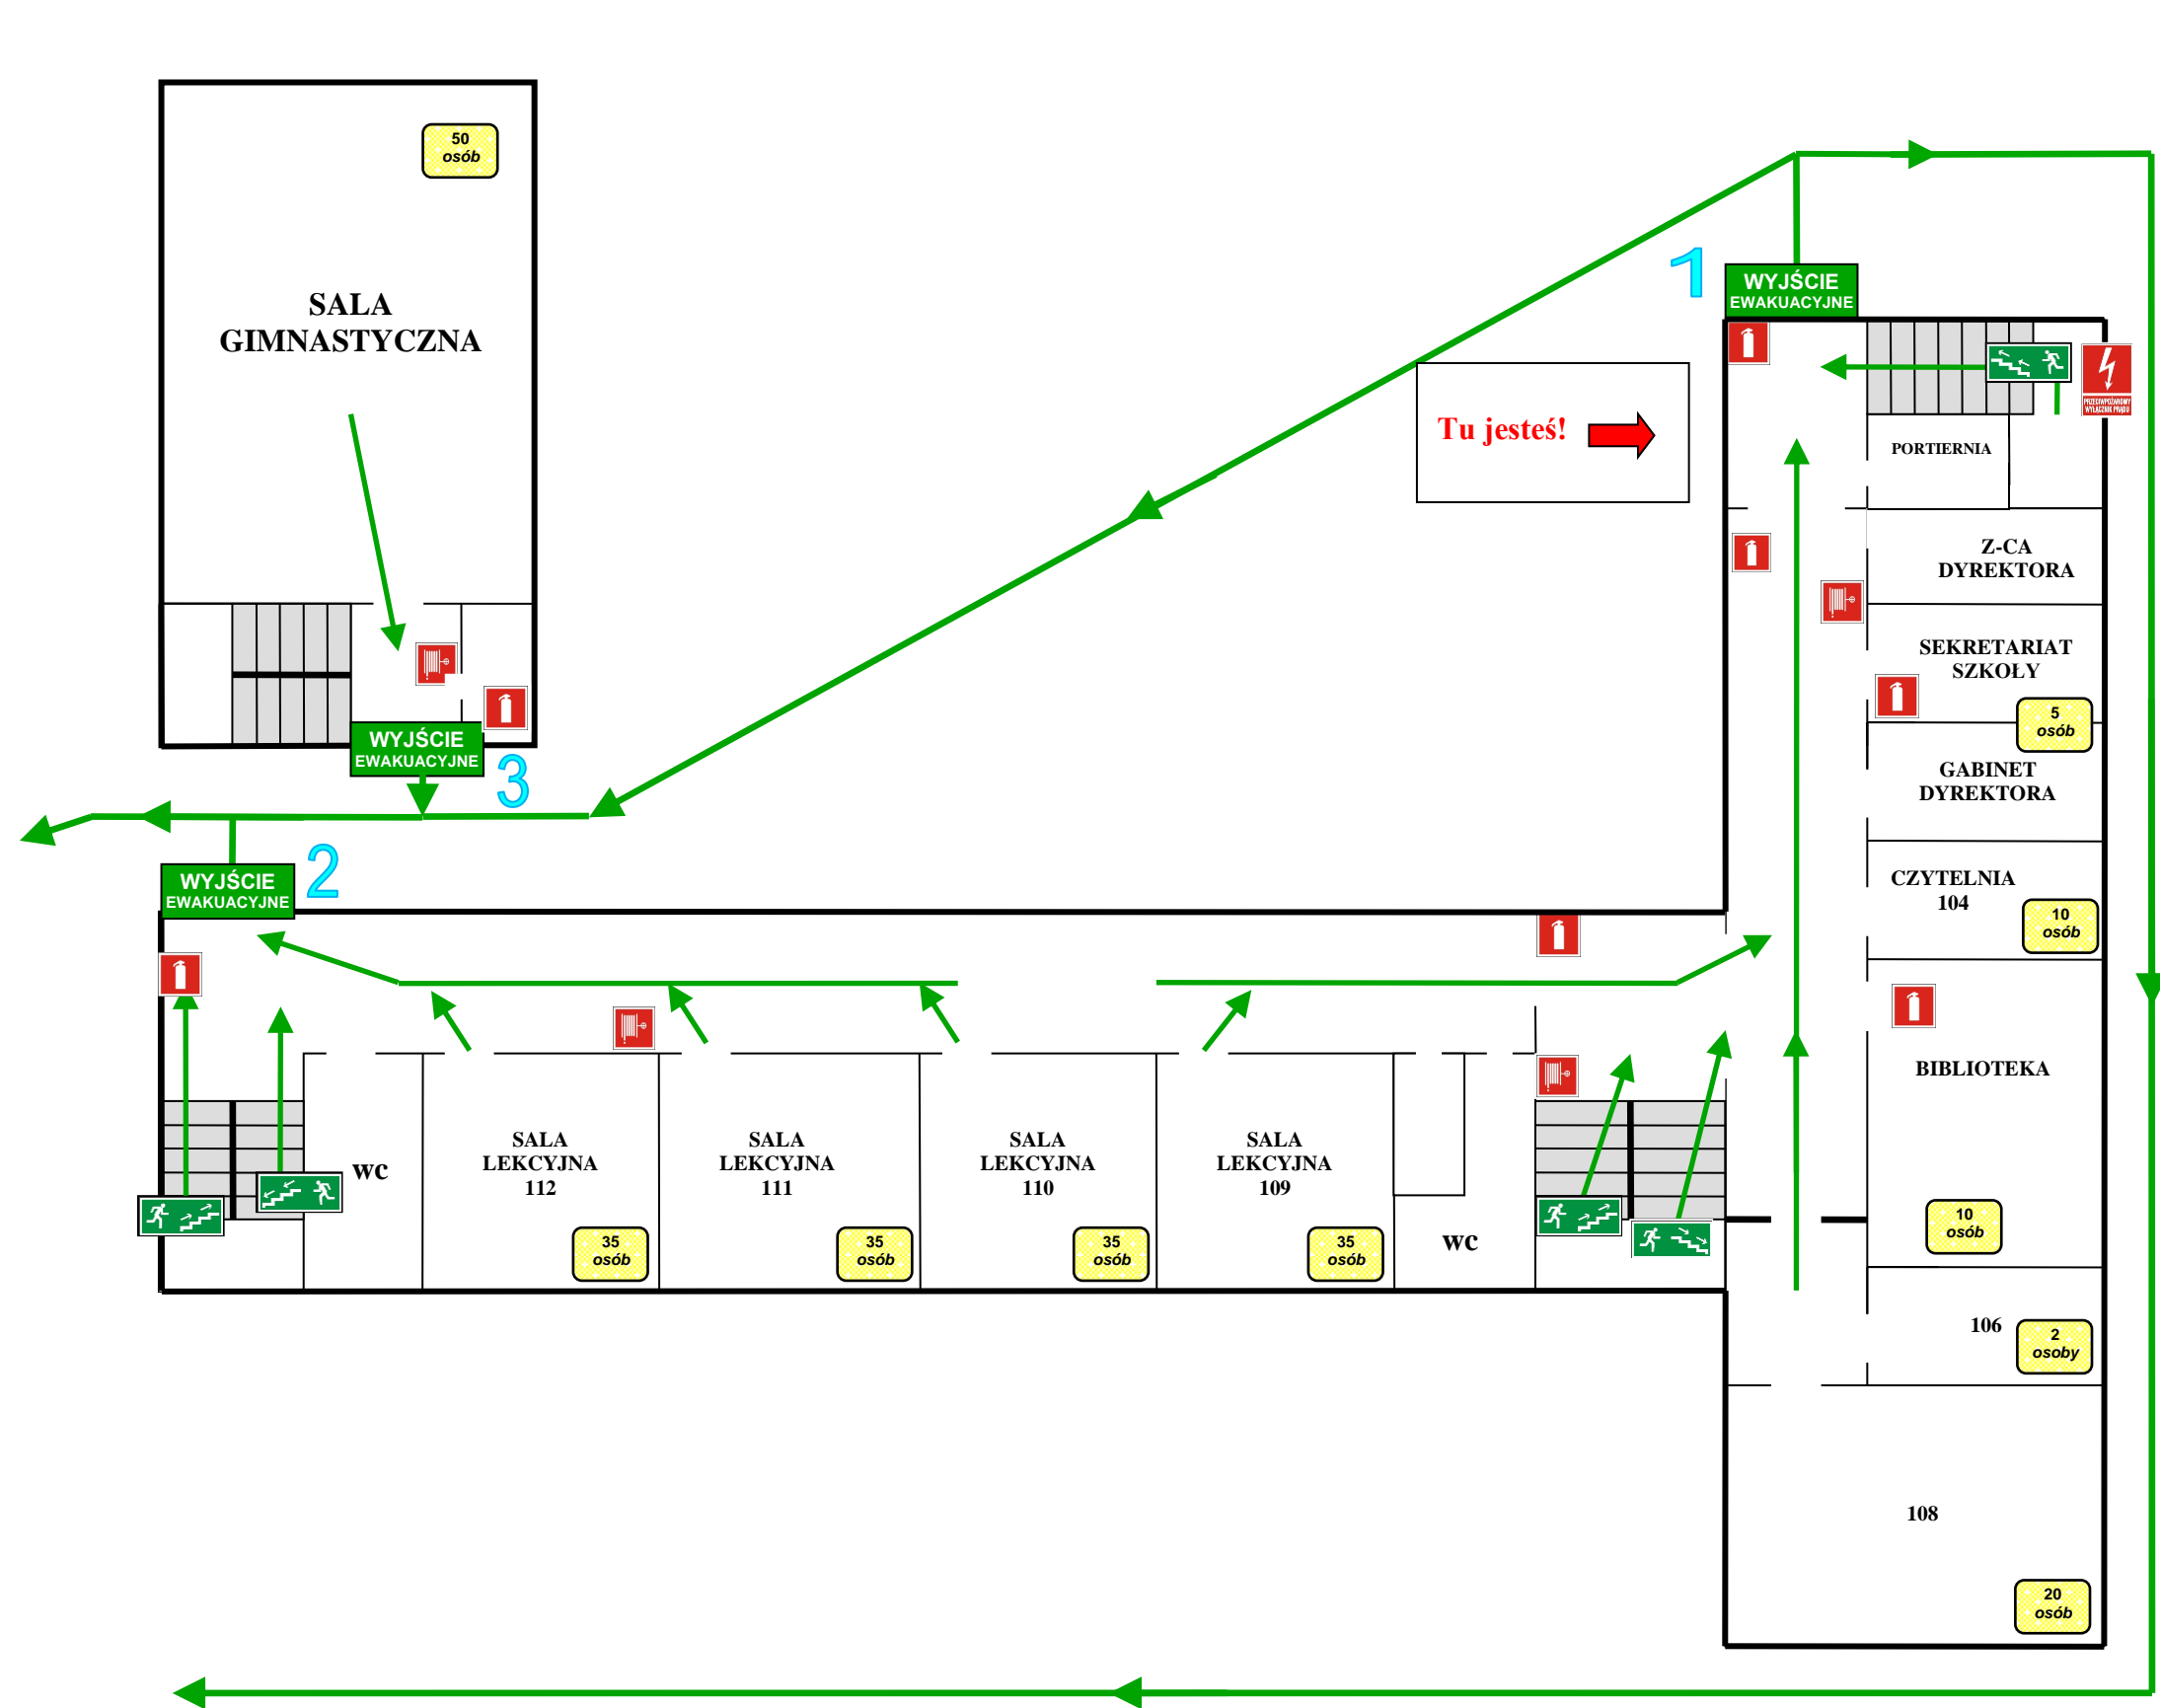 50
osób
SALA
GIMNASTYCZNA
1
WYJŚCIE
EWAKUACYJNE
PRZECIWPOŻAROWY
WYŁĄCZNIK PRĄDU
Tu jesteś!
PORTIERNIA
Z-CA
DYREKTORA
SEKRETARIAT
SZKOŁY
5
osób
WYJŚCIE
EWAKUACYJNE
3
GABINET
DYREKTORA
2
WYJŚCIE
EWAKUACYJNE
CZYTELNIA
104
10
osób
BIBLIOTEKA
10
osób
wc
SALA
LEKCYJNA
112
35
osób
SALA
LEKCYJNA
111
35
osób
SALA
LEKCYJNA
110
35
osób
SALA
LEKCYJNA
109
35
osób
wc
106
2
osoby
108
20
osób